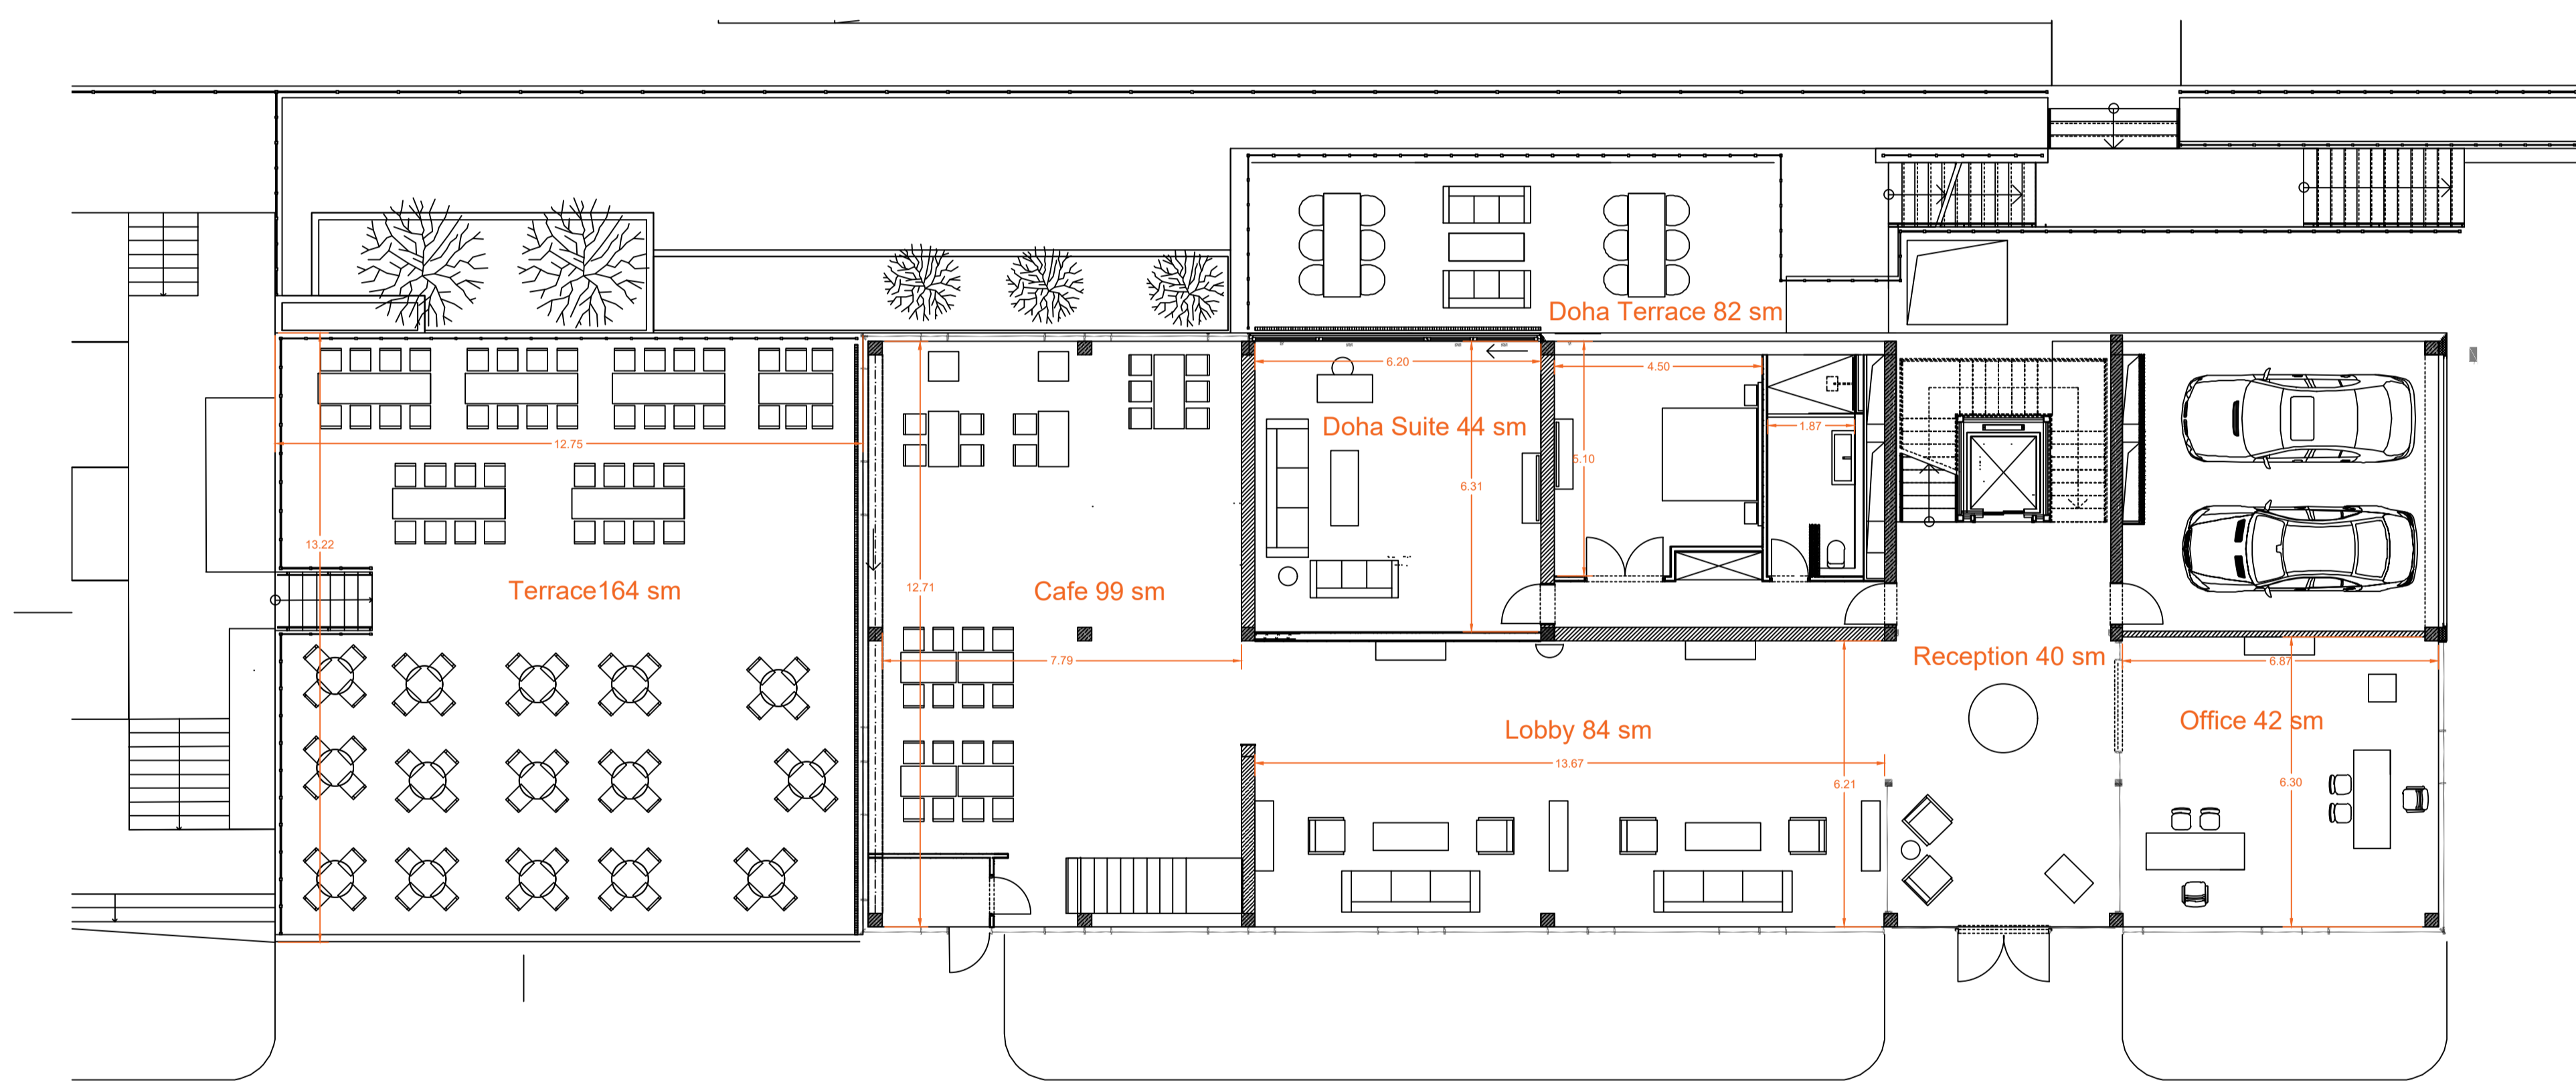 Doha Terrace 82 sm
6.20
4.50
Doha Suite 44 sm
1.87
12.75
5.10
6.31
13.22
12.71
Terrace164 sm
Cafe 99 sm
7.79
Reception 40 sm
6.87
Lobby 84 sm
Office 42 sm
13.67
6.21
6.30